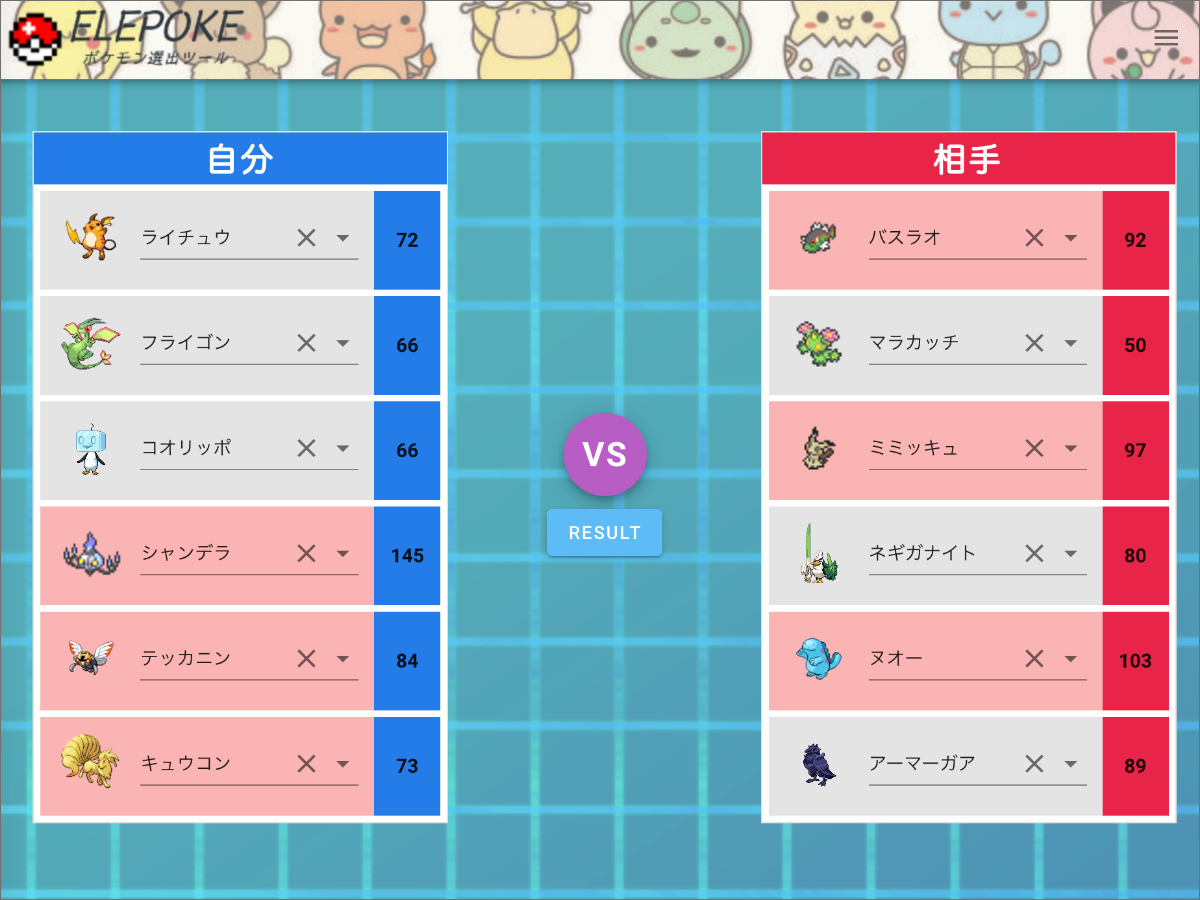 ELEPOKE
ポケモン選出ツール
自分
ライチュウ 72
フライゴン 66
コオリッポ 66
シャンデラ 145
テッカニン 84
キュウコン 73
VS
RESULT
相手
バスラオ 92
マラカッチ 50
ミミッキュ 97
ネギガナイト 80
ヌオー 103
アーマーガア 89